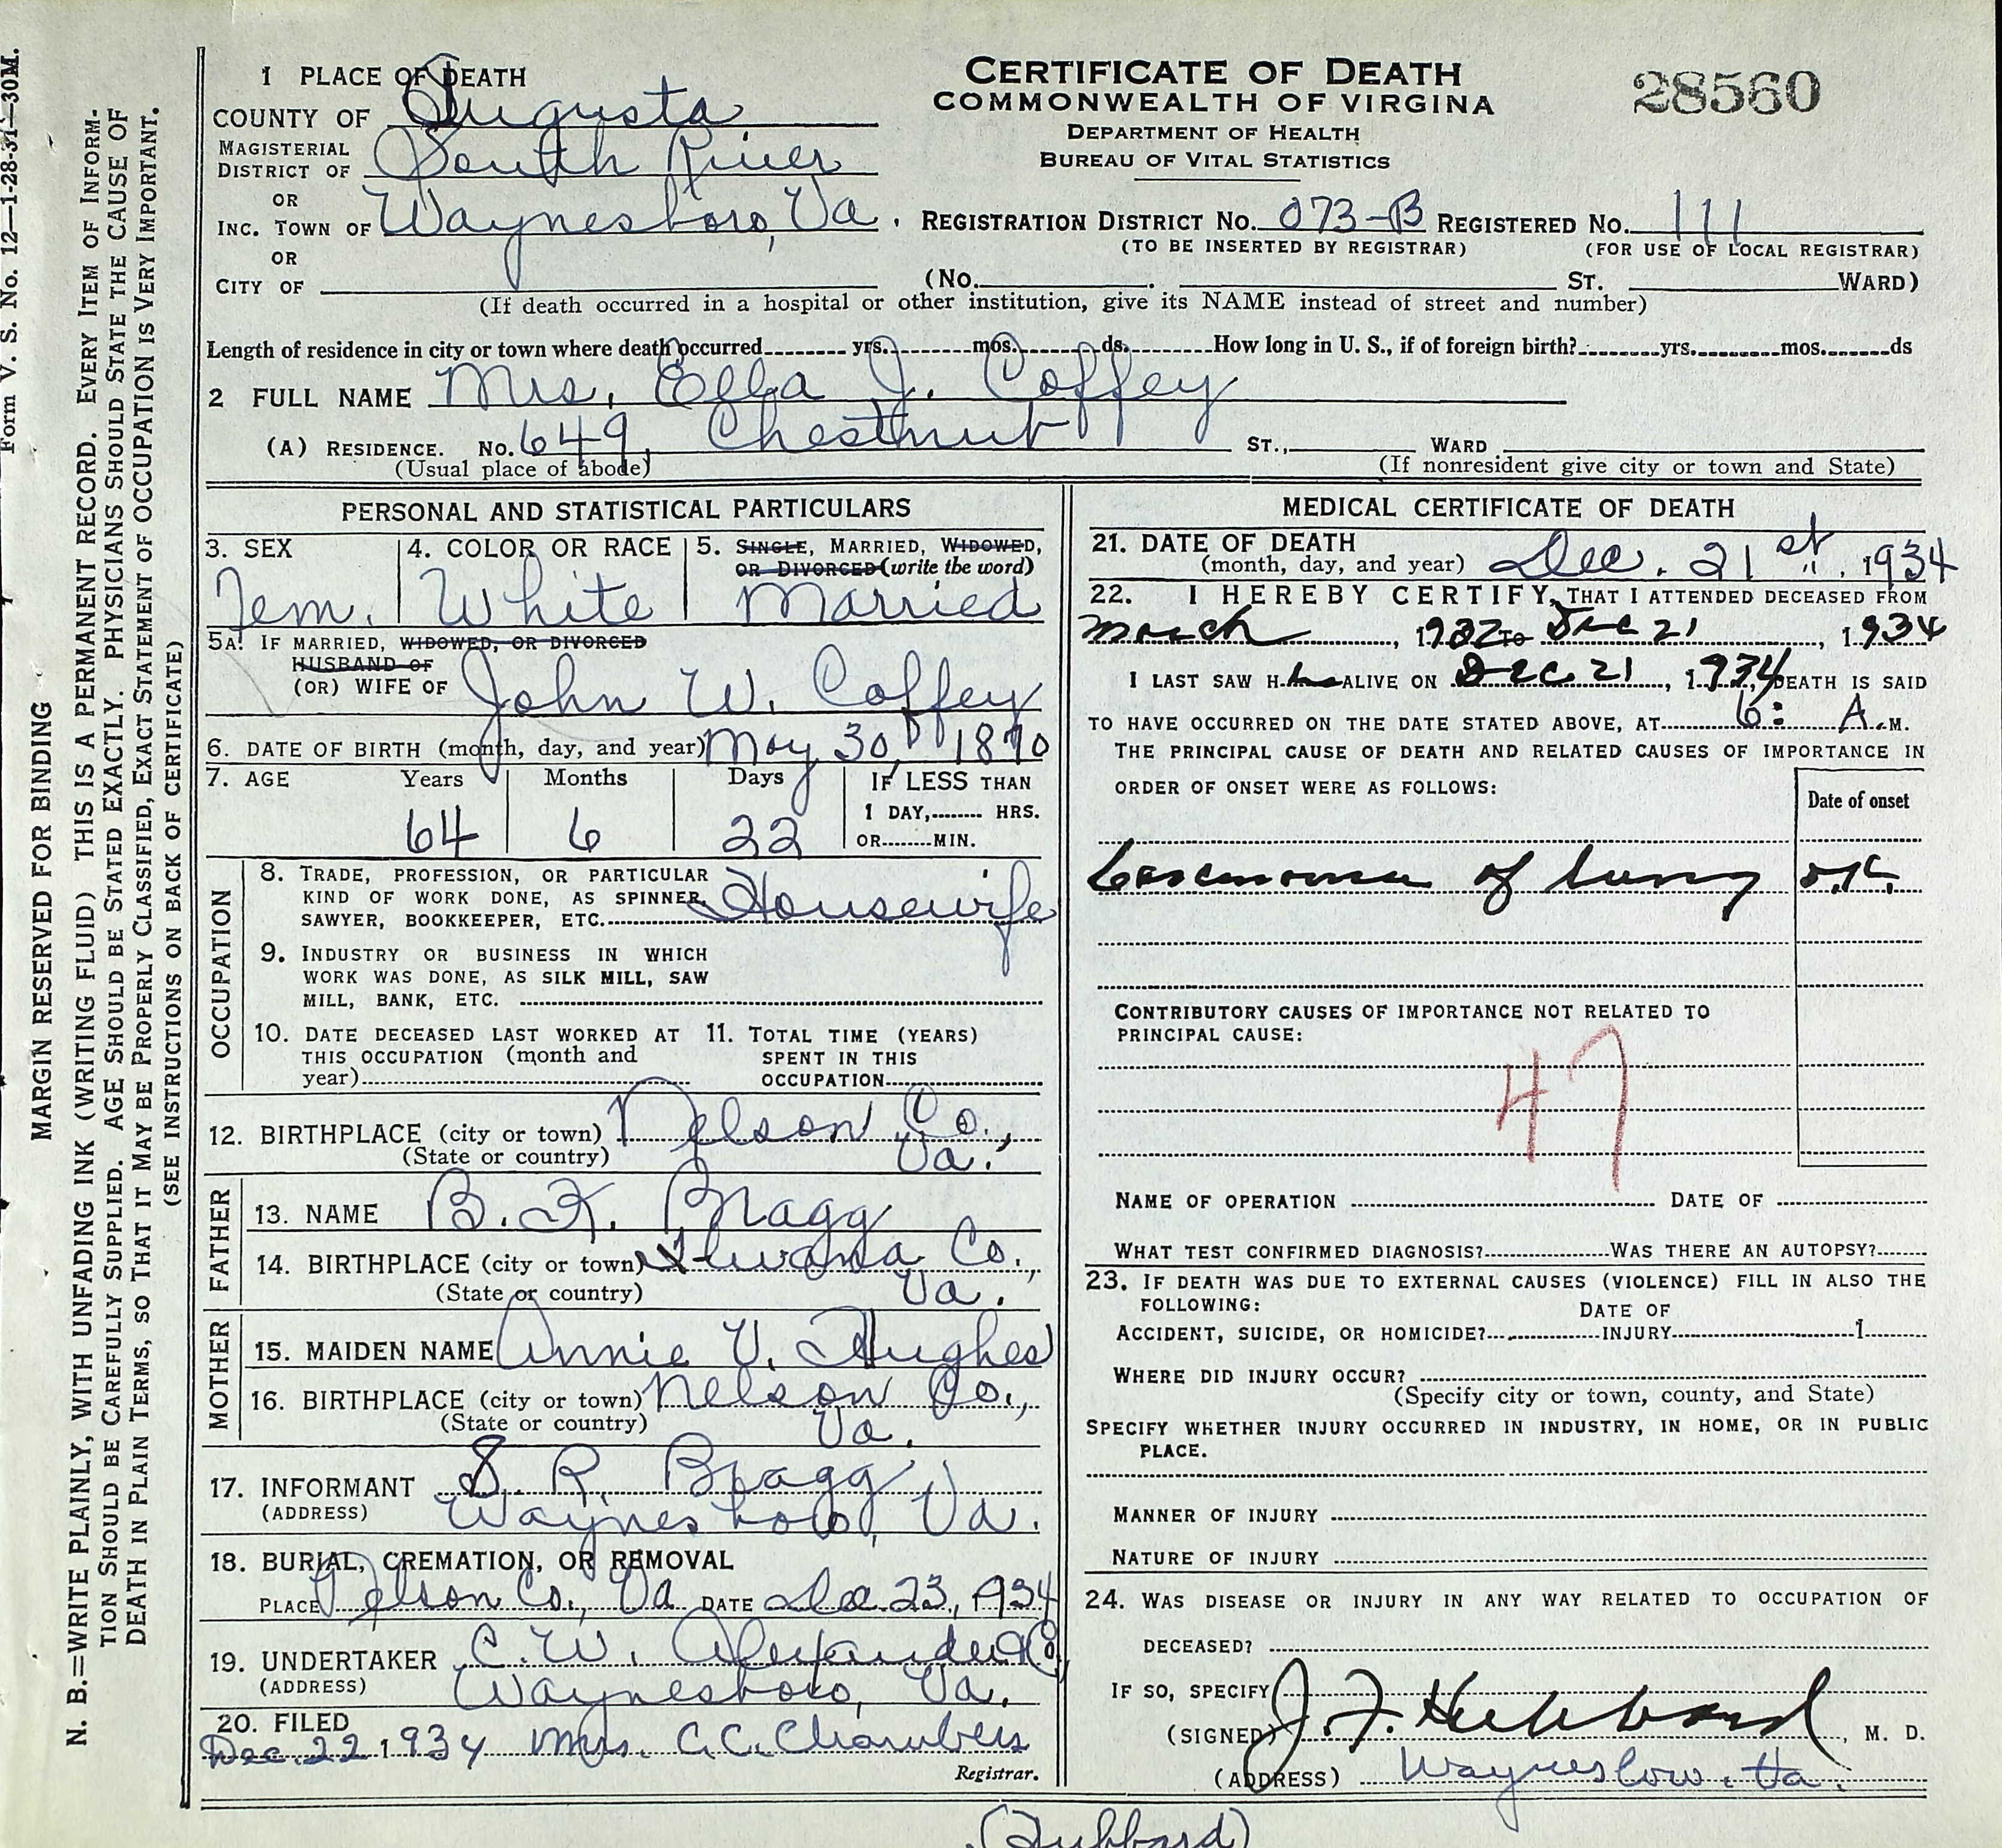 Form V. S. No. 12—1-28-31—30M.
MARGIN RESERVED FOR BINDING
N. B.=WRITE PLAINLY, WITH UNFADING INK (WRITING FLUID) THIS IS A PERMANENT RECORD. EVERY ITEM OF INFORM-
TION SHOULD BE CAREFULLY SUPPLIED. AGE SHOULD BE STATED EXACTLY. PHYSICIANS SHOULD STATE THE CAUSE OF
DEATH IN PLAIN TERMS, SO THAT IT MAY BE PROPERLY CLASSIFIED, EXACT STATEMENT OF OCCUPATION IS VERY IMPORTANT.
(SEE INSTRUCTIONS ON BACK OF CERTIFICATE)
1 PLACE OF DEATH
COUNTY OF Augusta
MAGISTERIAL DISTRICT OF South River
OR
INC. TOWN OF Waynesboro, Va.
OR
CITY OF
CERTIFICATE OF DEATH
COMMONWEALTH OF VIRGINA
DEPARTMENT OF HEALTH
BUREAU OF VITAL STATISTICS
28560
REGISTRATION DISTRICT NO. 073-B REGISTERED NO. 111
(TO BE INSERTED BY REGISTRAR) (FOR USE OF LOCAL REGISTRAR)
(No. ST. WARD)
(If death occurred in a hospital or other institution, give its NAME instead of street and number)
Length of residence in city or town where death occurred yrs. mos. ds. How long in U. S., if of foreign birth? yrs. mos. ds
2 FULL NAME Mrs. Ella J. Coffey
(A) RESIDENCE. No. 649 Chestnut ST., WARD
(Usual place of abode) (If nonresident give city or town and State)
PERSONAL AND STATISTICAL PARTICULARS
3. SEX 4. COLOR OR RACE 5. SINGLE, MARRIED, WIDOWED,
OR DIVORCED (write the word)
Fem. White Married
5A. IF MARRIED, WIDOWED, OR DIVORCED
HUSBAND OF
(OR) WIFE OF John W. Coffey
6. DATE OF BIRTH (month, day, and year) May 30, 1870
7. AGE Years Months Days IF LESS THAN
1 DAY, HRS.
64 6 22 OR MIN.
OCCUPATION
8. TRADE, PROFESSION, OR PARTICULAR
KIND OF WORK DONE, AS SPINNER,
SAWYER, BOOKKEEPER, ETC. Housewife
9. INDUSTRY OR BUSINESS IN WHICH
WORK WAS DONE, AS SILK MILL, SAW
MILL, BANK, ETC.
10. DATE DECEASED LAST WORKED AT 11. TOTAL TIME (YEARS)
THIS OCCUPATION (month and SPENT IN THIS
year) OCCUPATION
12. BIRTHPLACE (city or town) Nelson Co.,
(State or country) Va.
FATHER
13. NAME B. K. Bragg
14. BIRTHPLACE (city or town) Fluvana Co.,
(State or country) Va.
MOTHER
15. MAIDEN NAME Annie V. Hughes
16. BIRTHPLACE (city or town) Nelson Co.,
(State or country) Va.
17. INFORMANT S. R. Bragg
(ADDRESS) Waynesboro, Va.
18. BURIAL, CREMATION, OR REMOVAL
PLACE Nelson Co., Va DATE Dec. 23, 1934
19. UNDERTAKER C. W. Alexander & Co,
(ADDRESS) Waynesboro, Va.
20. FILED
Dec. 22 1934 Mrs. C. C. Chambers
Registrar.
MEDICAL CERTIFICATE OF DEATH
21. DATE OF DEATH
(month, day, and year) Dec. 21st, 1934
22. I HEREBY CERTIFY, THAT I ATTENDED DECEASED FROM
March, 1932 TO Dec 21, 1934
I LAST SAW H ALIVE ON Dec 21, 1934 DEATH IS SAID
TO HAVE OCCURRED ON THE DATE STATED ABOVE, AT 6: A.M.
THE PRINCIPAL CAUSE OF DEATH AND RELATED CAUSES OF IMPORTANCE IN
ORDER OF ONSET WERE AS FOLLOWS:
Date of onset
Carcinoma of lung
CONTRIBUTORY CAUSES OF IMPORTANCE NOT RELATED TO
PRINCIPAL CAUSE:
47
NAME OF OPERATION DATE OF
WHAT TEST CONFIRMED DIAGNOSIS? WAS THERE AN AUTOPSY?
23. IF DEATH WAS DUE TO EXTERNAL CAUSES (VIOLENCE) FILL IN ALSO THE
FOLLOWING: DATE OF
ACCIDENT, SUICIDE, OR HOMICIDE? INJURY 1
WHERE DID INJURY OCCUR?
(Specify city or town, county, and State)
SPECIFY WHETHER INJURY OCCURRED IN INDUSTRY, IN HOME, OR IN PUBLIC
PLACE.
MANNER OF INJURY
NATURE OF INJURY
24. WAS DISEASE OR INJURY IN ANY WAY RELATED TO OCCUPATION OF
DECEASED?
IF SO, SPECIFY
(SIGNED) J. F. Hubbard, M. D.
(ADDRESS) Waynesboro. Va.
(Hubbard)